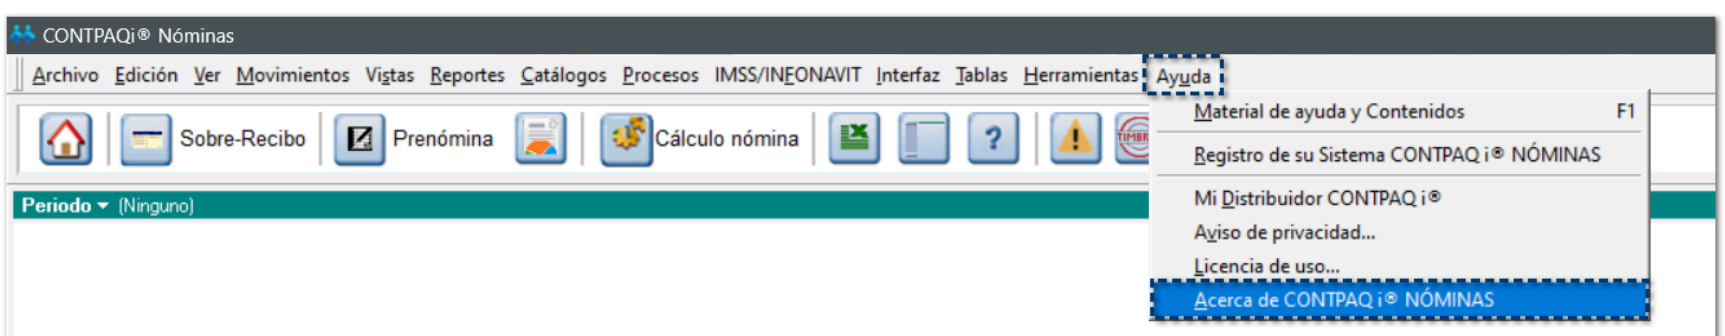 CONTPAQi® Nóminas
Archivo Edición Ver Movimientos Vistas Reportes Catálogos Procesos IMSS/INFONAVIT Interfaz Tablas Herramientas Ayuda
Sobre-Recibo Prenómina Cálculo nómina ?
Periodo (Ninguno)
Material de ayuda y Contenidos F1
Registro de su Sistema CONTPAQ i® NÓMINAS
Mi Distribuidor CONTPAQ i®
Aviso de privacidad...
Licencia de uso...
Acerca de CONTPAQ i® NÓMINAS